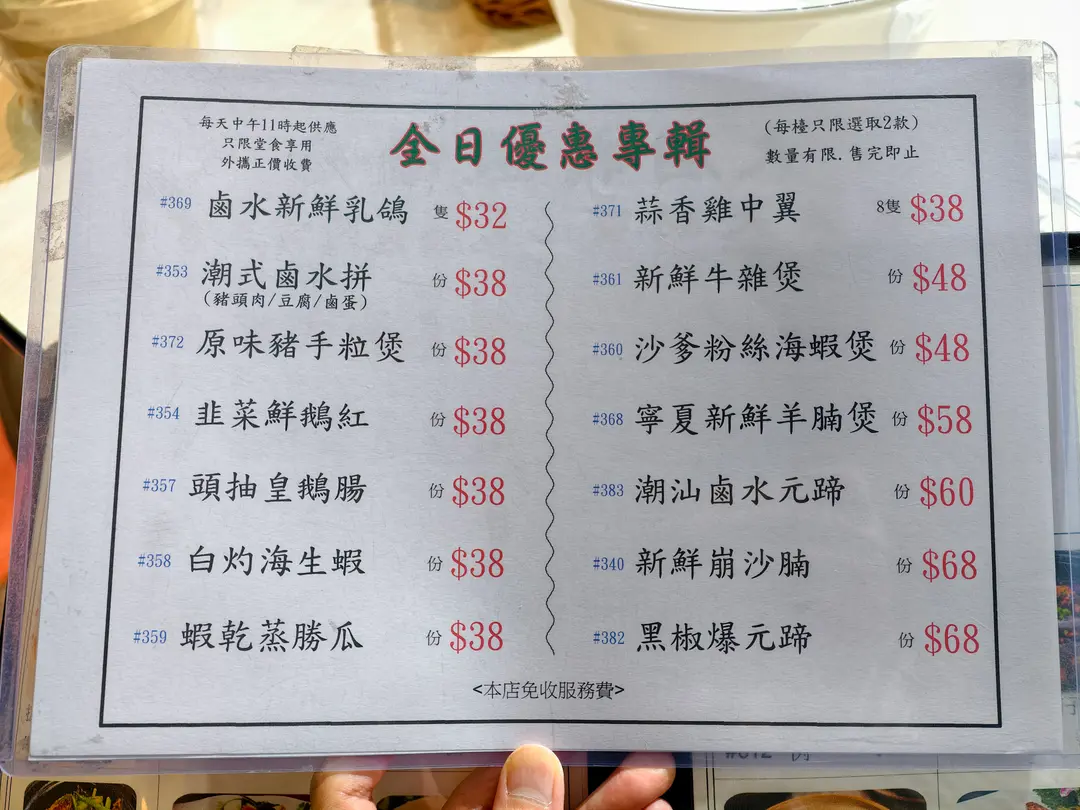 每天中午11時起供應
只限堂食享用
外攜正價收費
全日優惠專輯
(每檯只限選取2款)
數量有限.售完即止
#369 鹵水新鮮乳鴿 隻 $32
#353 潮式鹵水拼 份 $38
(豬頭肉/豆腐/鹵蛋)
#372 原味豬手粒煲 份 $38
#354 韭菜鮮鵝紅 份 $38
#357 頭抽皇鵝腸 份 $38
#358 白灼海生蝦 份 $38
#359 蝦乾蒸勝瓜 份 $38
#371 蒜香雞中翼 8隻 $38
#361 新鮮牛雜煲 份 $48
#360 沙爹粉絲海蝦煲 份 $48
#368 寧夏新鮮羊腩煲 份 $58
#383 潮汕鹵水元蹄 份 $60
#340 新鮮崩沙腩 份 $68
#382 黑椒爆元蹄 份 $68
<本店免收服務費>